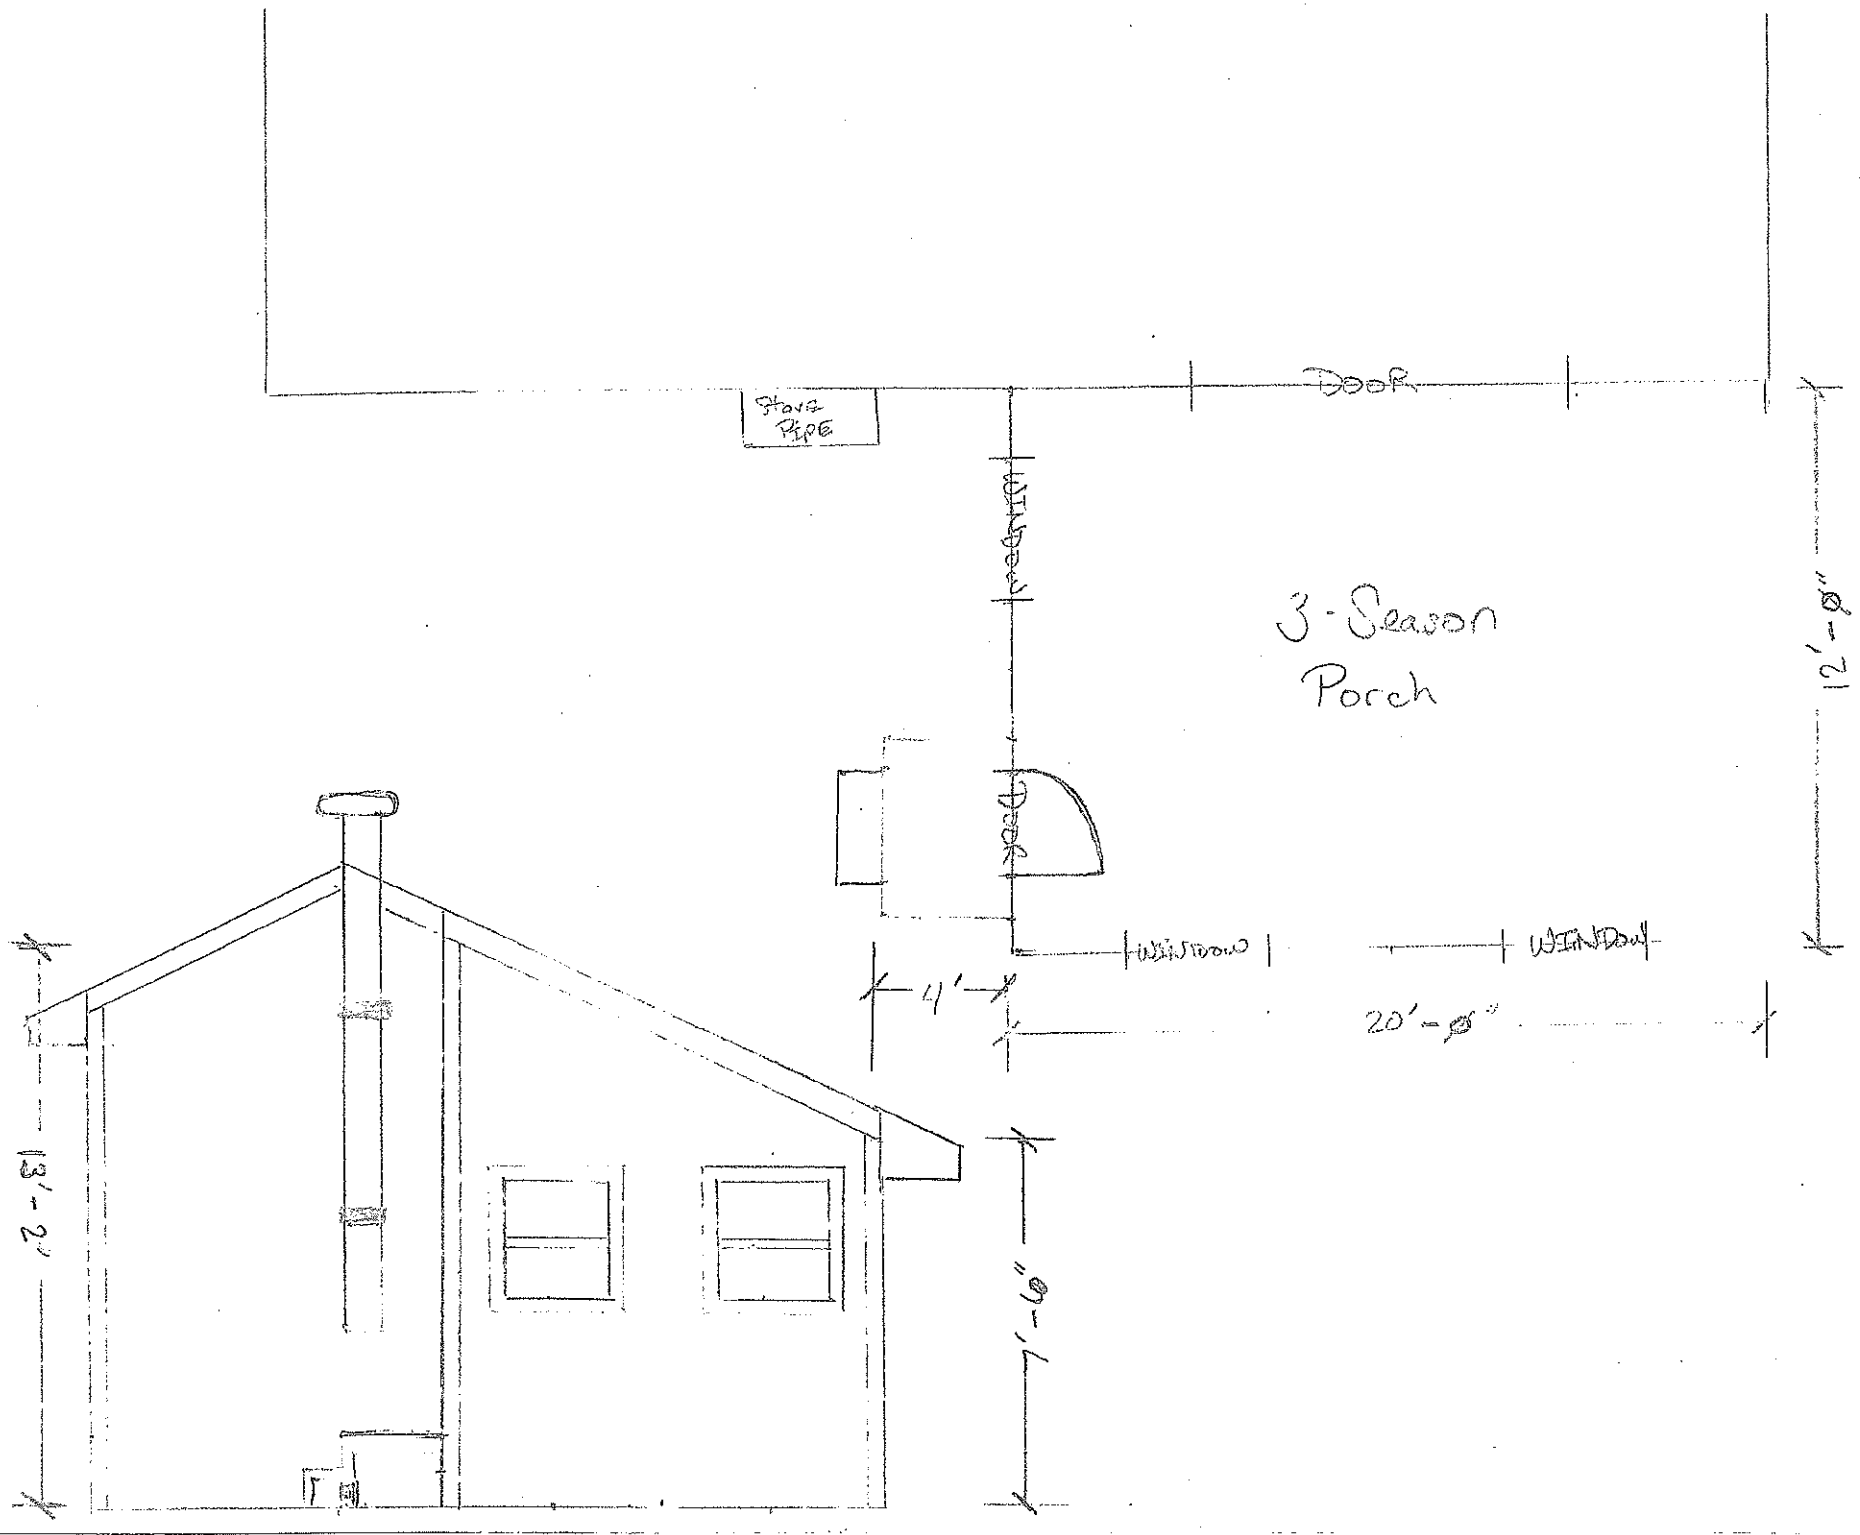 DOOR
Stove
PIPE
WINDOW
3-Season
Porch
12'-0"
DOOR
WINDOW
WINDOW
4'
20'-0"
13'-2"
7'-6"